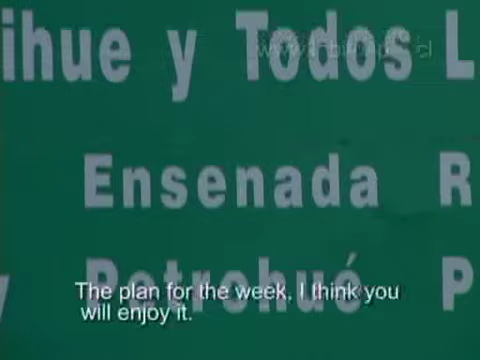 ihue y Todos L
Ensenada R
y Petrohué P
The plan for the week, I think you
will enjoy it.